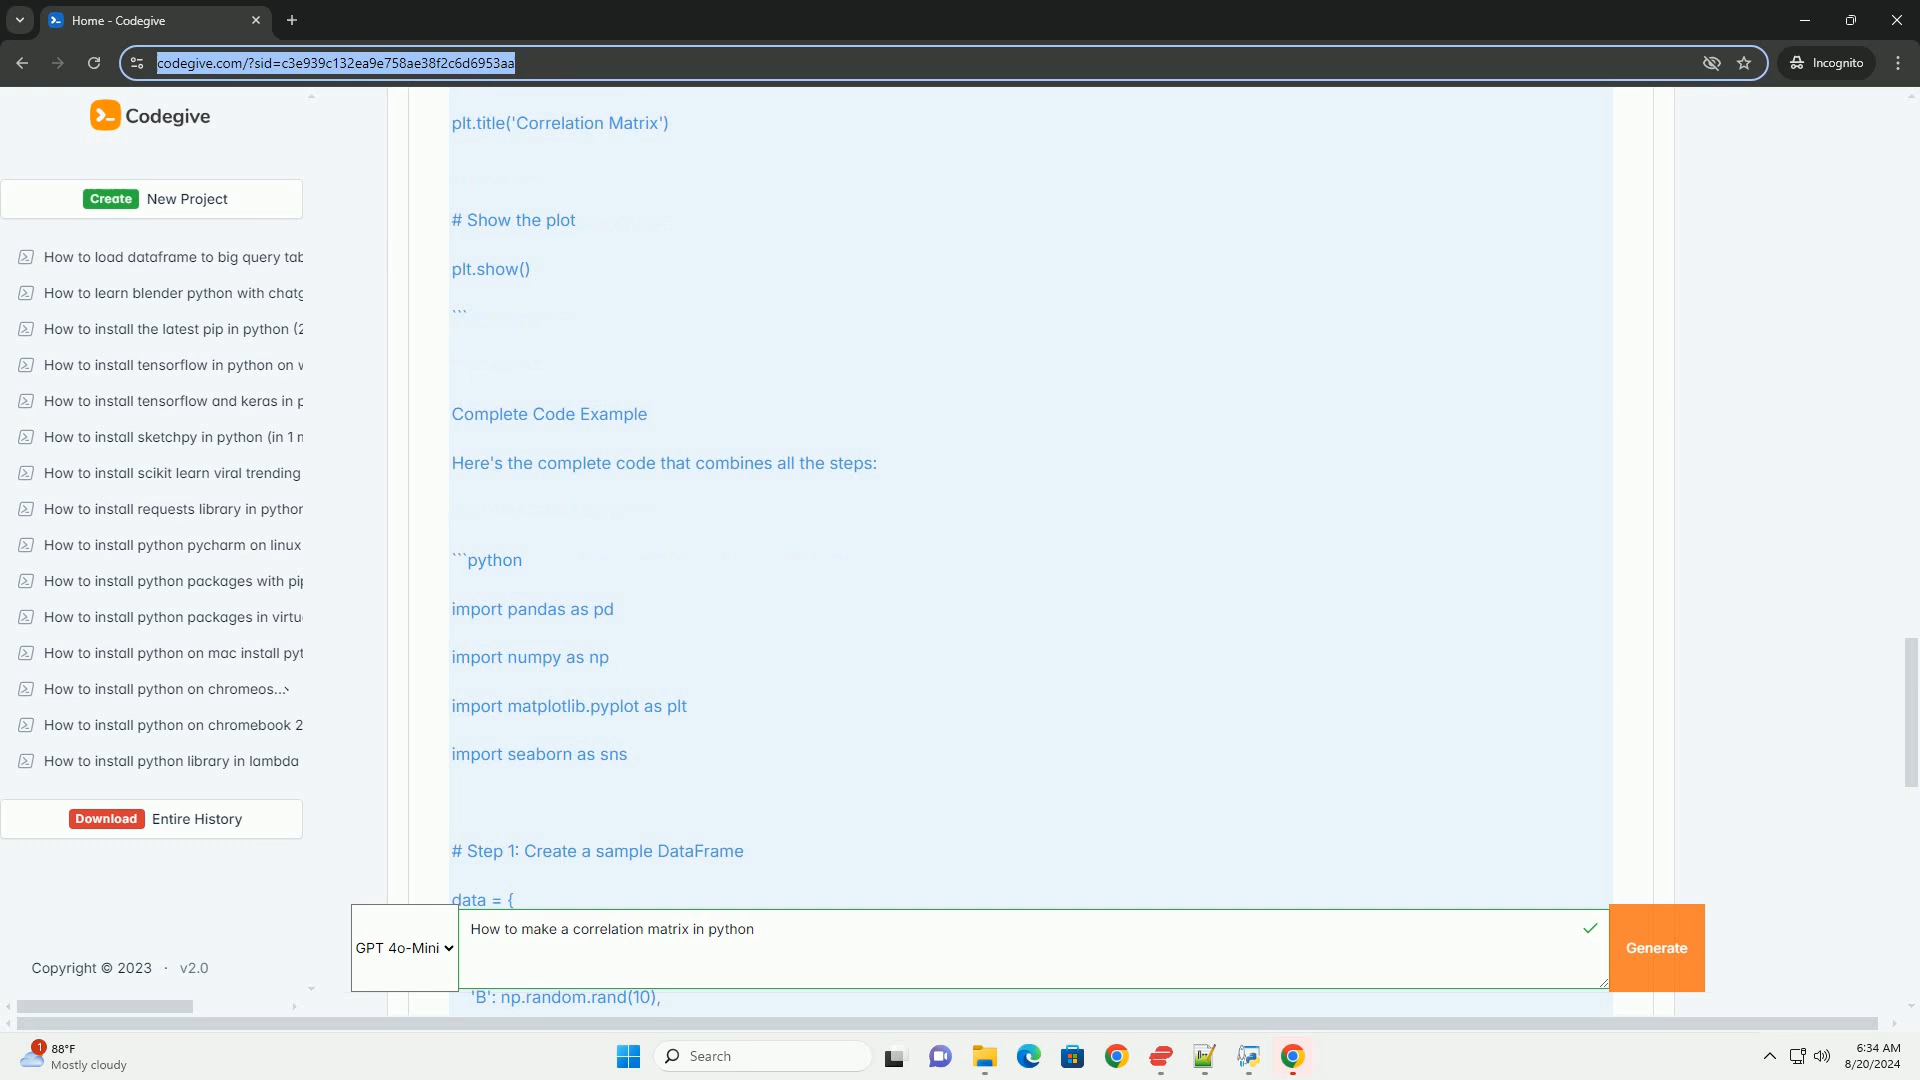 Home - Codegive
codegive.com/?sid=c3e939c132ea9e758ae38f2c6d6953aa
Incognito
Codegive
Create New Project
How to load dataframe to big query tab
How to learn blender python with chatg
How to install the latest pip in python (2
How to install tensorflow in python on w
How to install tensorflow and keras in p
How to install sketchpy in python (in 1 m
How to install scikit learn viral trending
How to install requests library in python
How to install python pycharm on linux
How to install python packages with pip
How to install python packages in virtu
How to install python on mac install pyt
How to install python on chromeos...
How to install python on chromebook 2
How to install python library in lambda
Download Entire History
Copyright © 2023 · v2.0
plt.title('Correlation Matrix')
# Show the plot
plt.show()
```
Complete Code Example
Here's the complete code that combines all the steps:
```python
import pandas as pd
import numpy as np
import matplotlib.pyplot as plt
import seaborn as sns
# Step 1: Create a sample DataFrame
data = {
'B': np.random.rand(10),
GPT 4o-Mini
How to make a correlation matrix in python
Generate
1
88°F
Mostly cloudy
Search
6:34 AM
8/20/2024